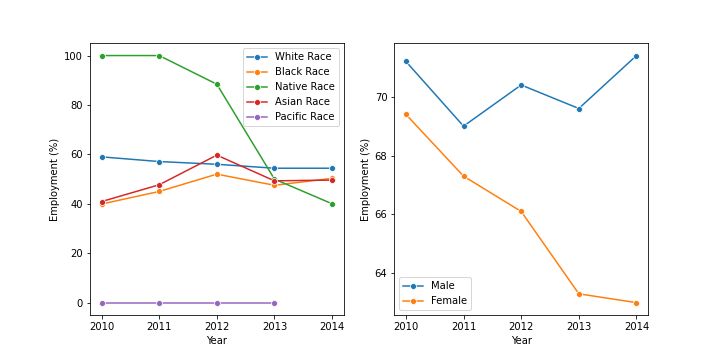 100
80
60
40
20
0
Employment (%)
2010 2011 2012 2013 2014
Year
White Race
Black Race
Native Race
Asian Race
Pacific Race
70
68
66
64
Employment (%)
2010 2011 2012 2013 2014
Year
Male
Female